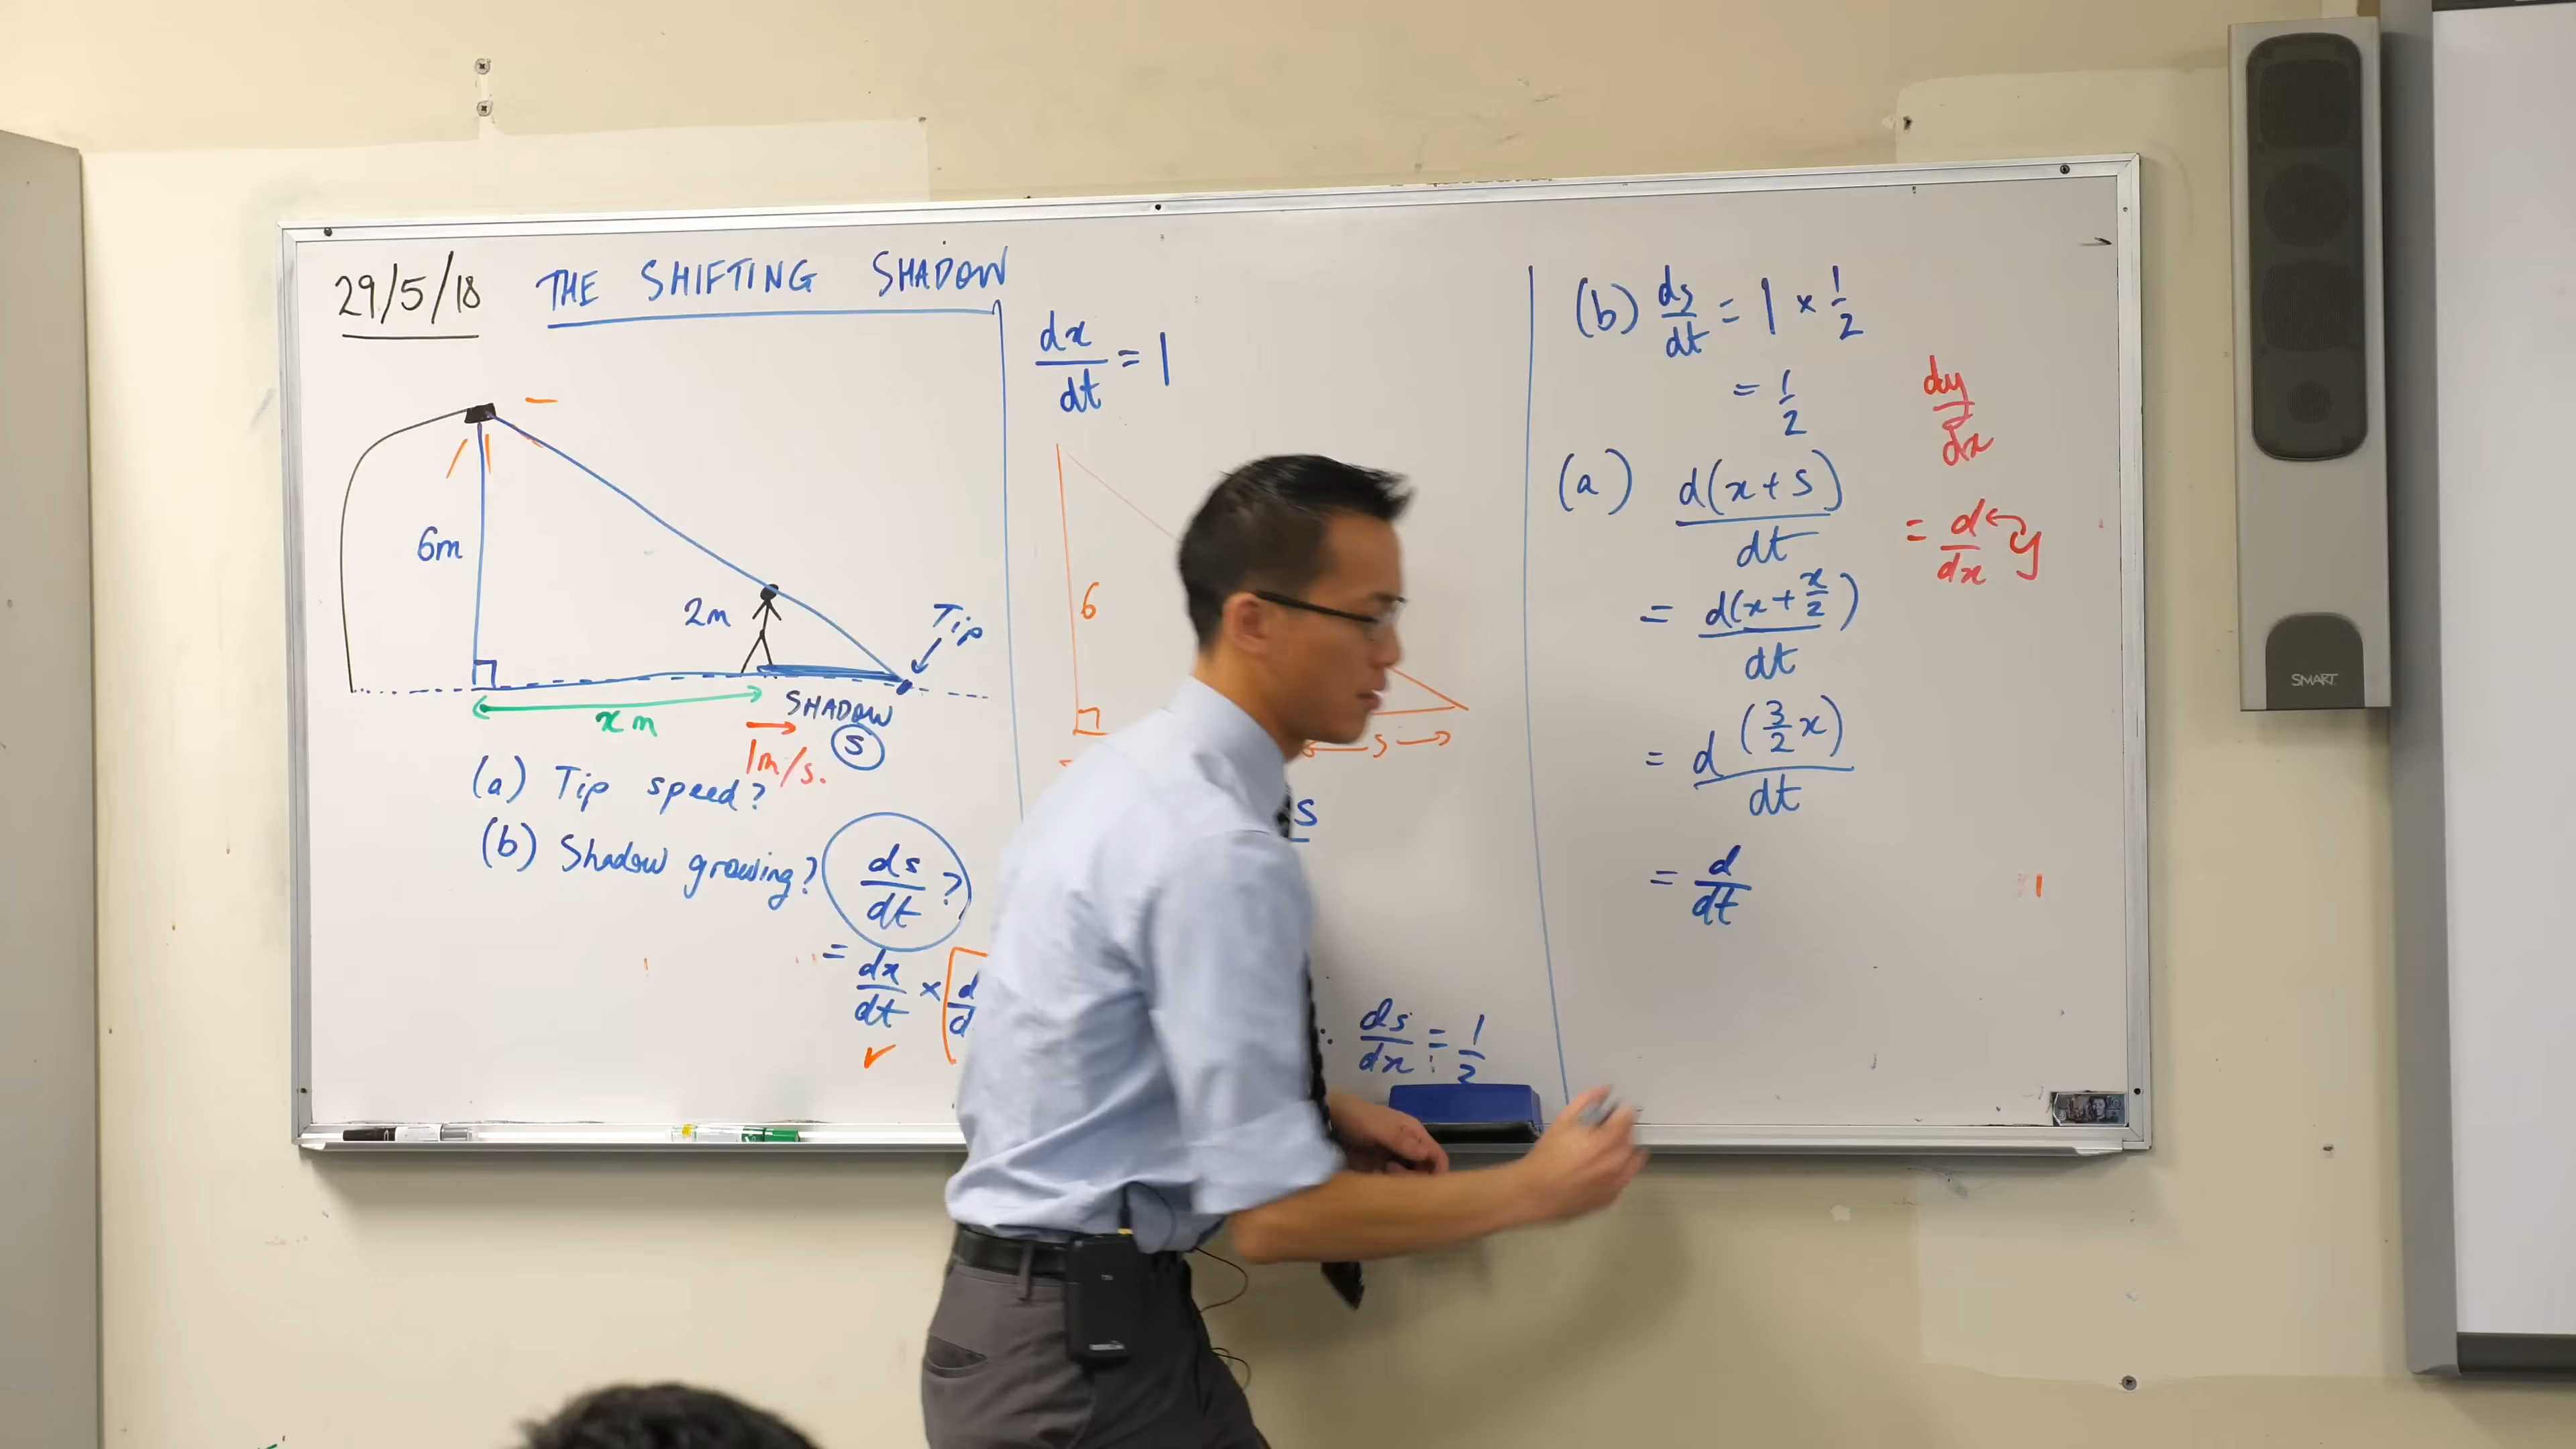 29/5/18 THE SHIFTING SHADOW
6m
2m
Tip
SHADOW
x m
S
1m/s.
(a) Tip speed?
(b) Shadow growing? ds/dt?
= dx/dt × d/d
✓
dx/dt = 1
6
S
S
ds/dx = 1/2
(b) ds/dt = 1 × 1/2
= 1/2
(a) d(x+S)/dt
= d(x+x/2)/dt
= d(3/2 x)/dt
= d/dt
dy/dx
= d/dx y
SMART